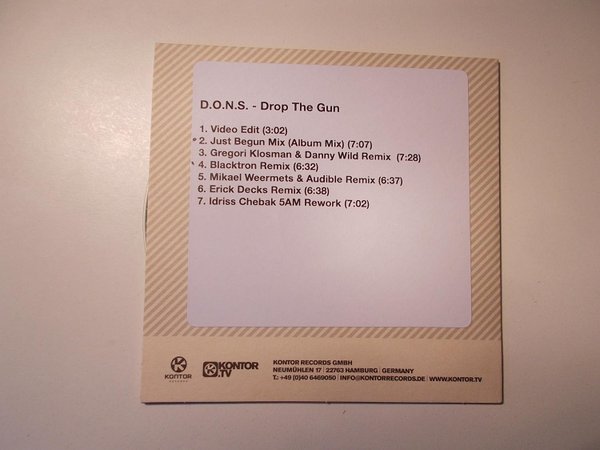 D.O.N.S. - Drop The Gun
1. Video Edit (3:02)
2. Just Begun Mix (Album Mix) (7:07)
3. Gregori Klosman & Danny Wild Remix (7:28)
4. Blacktron Remix (6:32)
5. Mikael Weermets & Audible Remix (6:37)
6. Erick Decks Remix (6:38)
7. Idriss Chebak 5AM Rework (7:02)
KONTOR
RECORDS
KONTOR
.TV
KONTOR RECORDS GMBH
NEUMÜHLEN 17 | 22763 HAMBURG | GERMANY
T.: +49 (0)40 6469050 | INFO@KONTORRECORDS.DE | WWW.KONTOR.TV